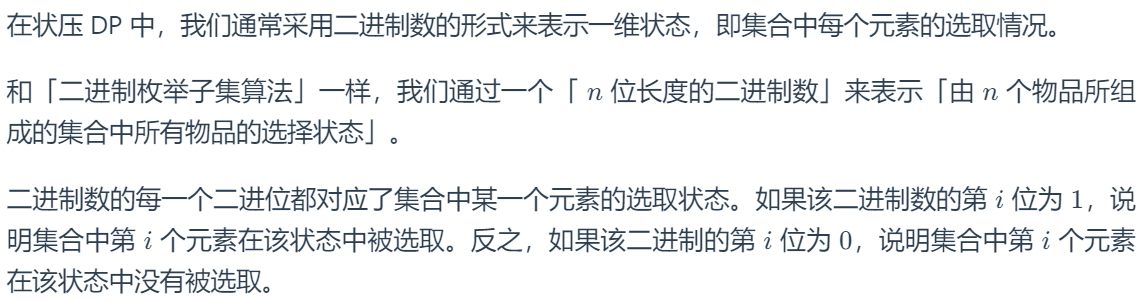 在状压 DP 中，我们通常采用二进制数的形式来表示一维状态，即集合中每个元素的选取情况。
和「二进制枚举子集算法」一样，我们通过一个「 n 位长度的二进制数」来表示「由 n 个物品所组
成的集合中所有物品的选择状态」。
二进制数的每一个二进位都对应了集合中某一个元素的选取状态。如果该二进制数的第 i 位为 1，说
明集合中第 i 个元素在该状态中被选取。反之，如果该二进制的第 i 位为 0，说明集合中第 i 个元素
在该状态中没有被选取。